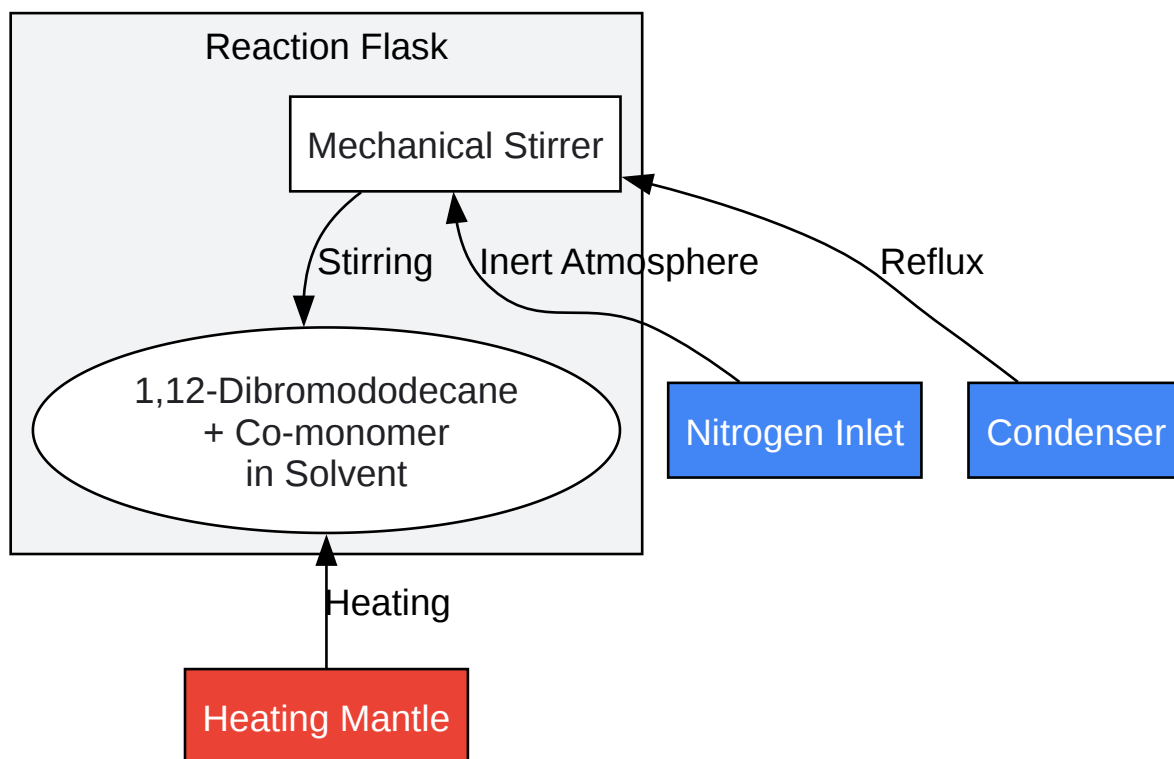 Reaction Flask
Mechanical Stirrer
Stirring
Inert Atmosphere
Reflux
1,12-Dibromododecane
+ Co-monomer
in Solvent
Nitrogen Inlet
Condenser
Heating
Heating Mantle